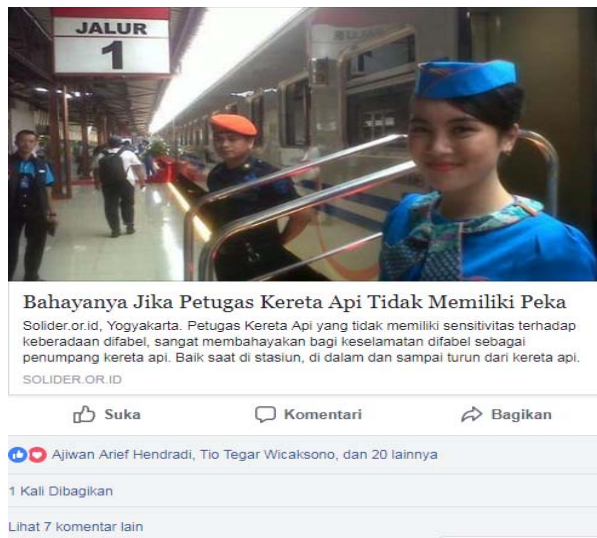 JALUR
1
Bahayanya Jika Petugas Kereta Api Tidak Memiliki Peka
Solider.or.id, Yogyakarta. Petugas Kereta Api yang tidak memiliki sensitivitas terhadap
keberadaan difabel, sangat membahayakan bagi keselamatan difabel sebagai
penumpang kereta api. Baik saat di stasiun, di dalam dan sampai turun dari kereta api.
SOLIDER.OR.ID
Suka
Komentari
Bagikan
Ajiwan Arief Hendradi, Tio Tegar Wicaksono, dan 20 lainnya
1 Kali Dibagikan
Lihat 7 komentar lain